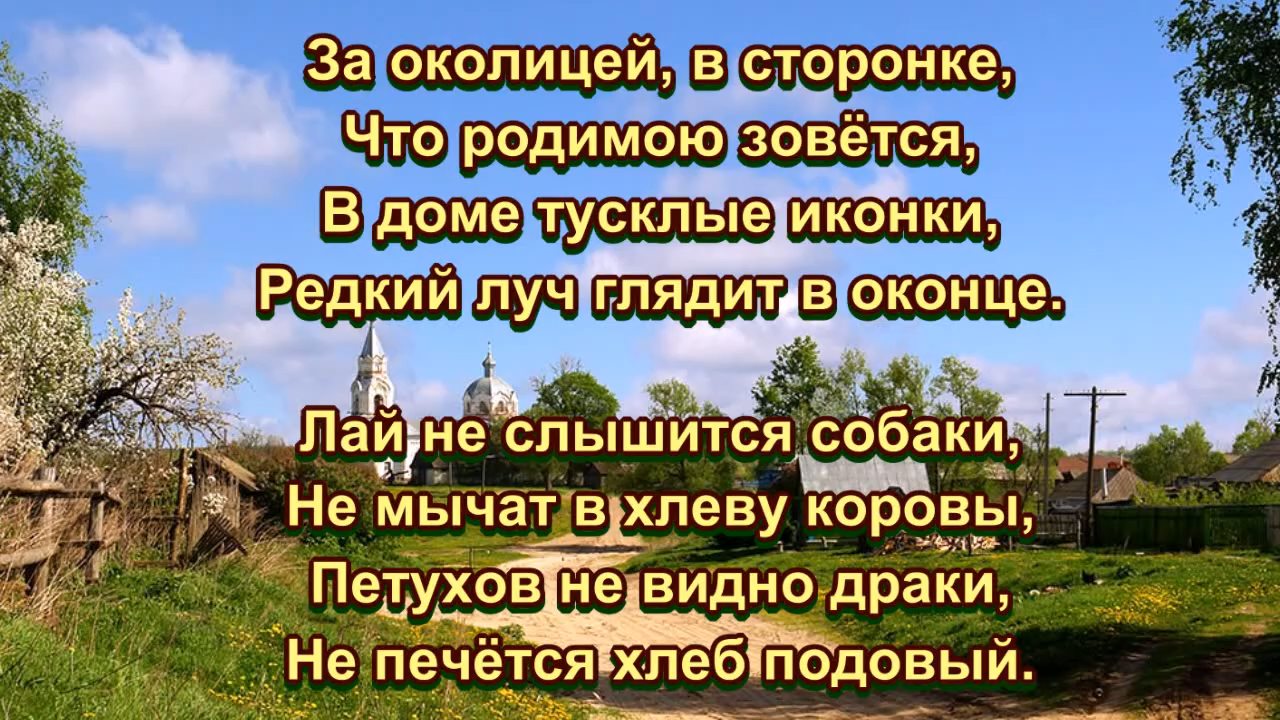 За околицей, в сторонке,
Что родимою зовётся,
В доме тусклые иконки,
Редкий луч глядит в оконце.
Лай не слышится собаки,
Не мычат в хлеву коровы,
Петухов не видно драки,
Не печётся хлеб подовый.